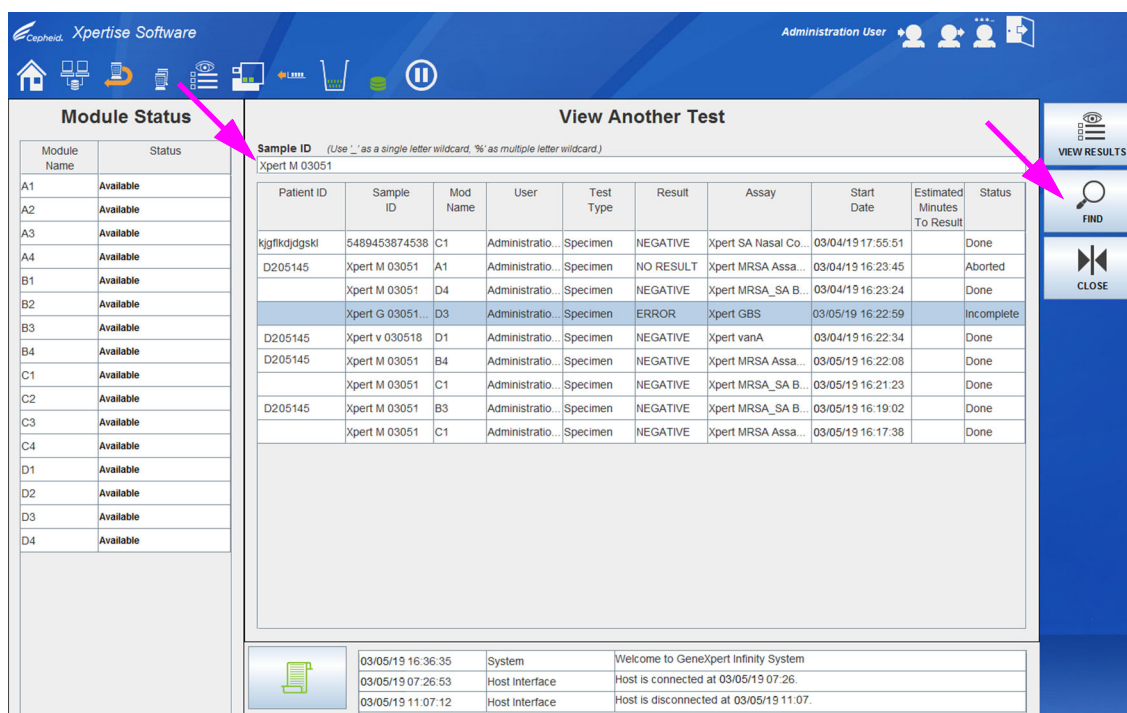 Cepheid. Xpertise Software
Administration User
Module Status
Module Name Status
A1 Available
A2 Available
A3 Available
A4 Available
B1 Available
B2 Available
B3 Available
B4 Available
C1 Available
C2 Available
C3 Available
C4 Available
D1 Available
D2 Available
D3 Available
D4 Available
View Another Test
Sample ID (Use '_' as a single letter wildcard, '%' as multiple letter wildcard.)
Xpert M 03051
Patient ID Sample ID Mod Name User Test Type Result Assay Start Date Estimated Minutes To Result Status
kjgflkdjdgskl 5489453874538 C1 Administratio... Specimen NEGATIVE Xpert SA Nasal Co... 03/04/19 17:55:51 Done
D205145 Xpert M 03051 A1 Administratio... Specimen NO RESULT Xpert MRSA Assa... 03/04/19 16:23:45 Aborted
Xpert M 03051 D4 Administratio... Specimen NEGATIVE Xpert MRSA_SA B... 03/04/19 16:23:24 Done
Xpert G 03051... D3 Administratio... Specimen ERROR Xpert GBS 03/05/19 16:22:59 Incomplete
D205145 Xpert v 030518 D1 Administratio... Specimen NEGATIVE Xpert vanA 03/04/19 16:22:34 Done
D205145 Xpert M 03051 B4 Administratio... Specimen NEGATIVE Xpert MRSA Assa... 03/05/19 16:22:08 Done
Xpert M 03051 C1 Administratio... Specimen NEGATIVE Xpert MRSA_SA B... 03/05/19 16:21:23 Done
D205145 Xpert M 03051 B3 Administratio... Specimen NEGATIVE Xpert MRSA_SA B... 03/05/19 16:19:02 Done
Xpert M 03051 C1 Administratio... Specimen NEGATIVE Xpert MRSA Assa... 03/05/19 16:17:38 Done
03/05/19 16:36:35 System Welcome to GeneXpert Infinity System
03/05/19 07:26:53 Host Interface Host is connected at 03/05/19 07:26.
03/05/19 11:07:12 Host Interface Host is disconnected at 03/05/19 11:07.
VIEW RESULTS
FIND
CLOSE